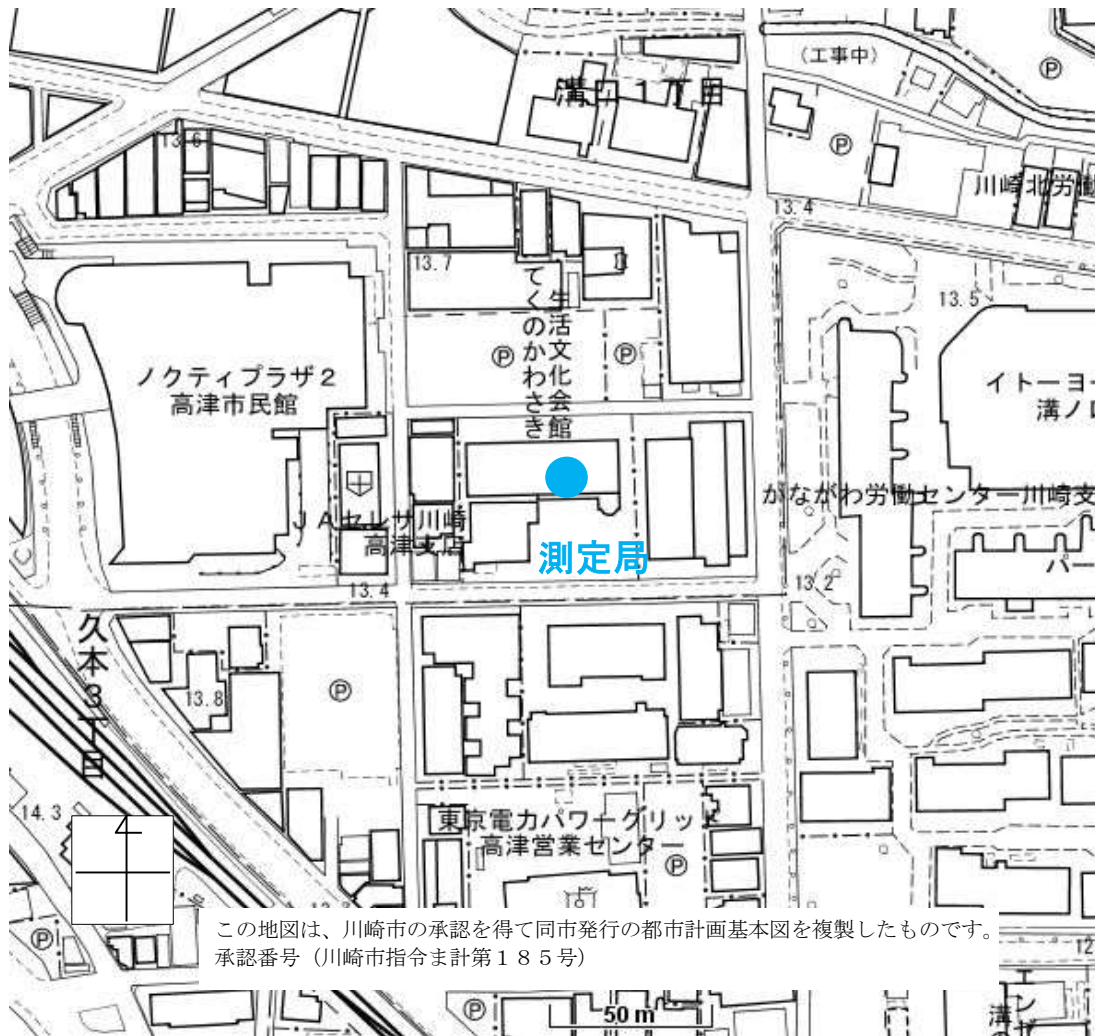 (工事中)
Ⓟ
溝口1丁目
13.6
Ⓟ
川崎北労働
13.4
13.7
13.5
生活文化会館
てくのかわさき
ノクティプラザ2
高津市民館
Ⓟ
Ⓟ
イトーヨー
溝ノ口
かながわ労働センター川崎支
JAセレサ川崎
高津支店
測定局
パー
13.4
13.2
久本3丁目
13.8
Ⓟ
14.3
東京電力パワーグリッド
高津営業センター
Ⓟ
Ⓟ
この地図は、川崎市の承認を得て同市発行の都市計画基本図を複製したものです。
承認番号(川崎市指令ま計第185号)
12
Ⓟ
50 m